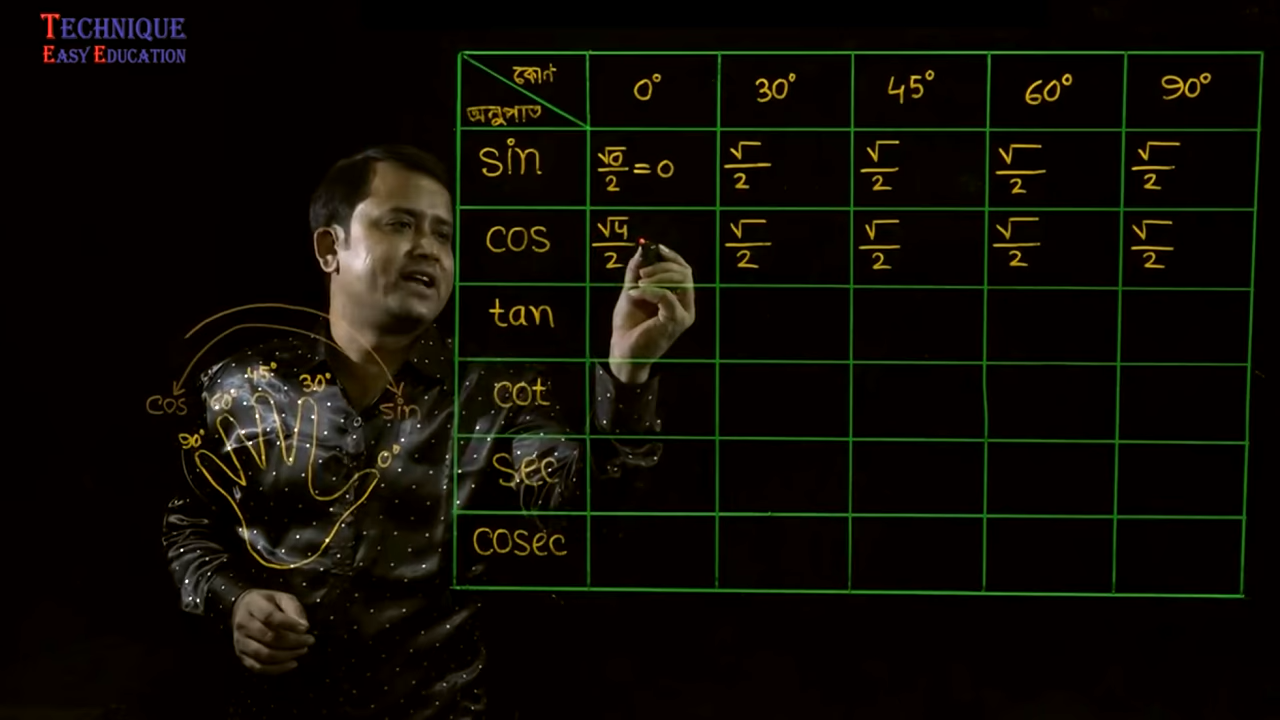 TECHNIQUE
EASY EDUCATION
কোণ
অনুপাত
0° 30° 45° 60° 90°
sin √0/2 = 0 √/2 √/2 √/2 √/2
cos √4/2 √/2 √/2 √/2 √/2
tan
cot
sec
cosec
cos 90° 60° 45° 30° 0° sin